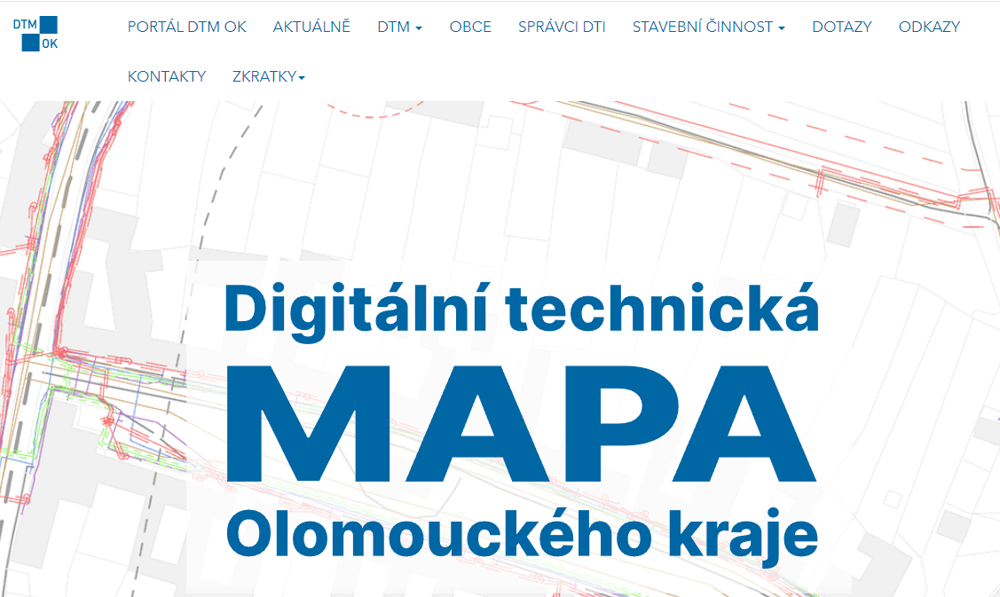 DTM
OK
PORTÁL DTM OK AKTUÁLNĚ DTM OBCE SPRÁVCI DTI STAVEBNÍ ČINNOST DOTAZY ODKAZY
KONTAKTY ZKRATKY
Digitální technická
MAPA
Olomouckého kraje